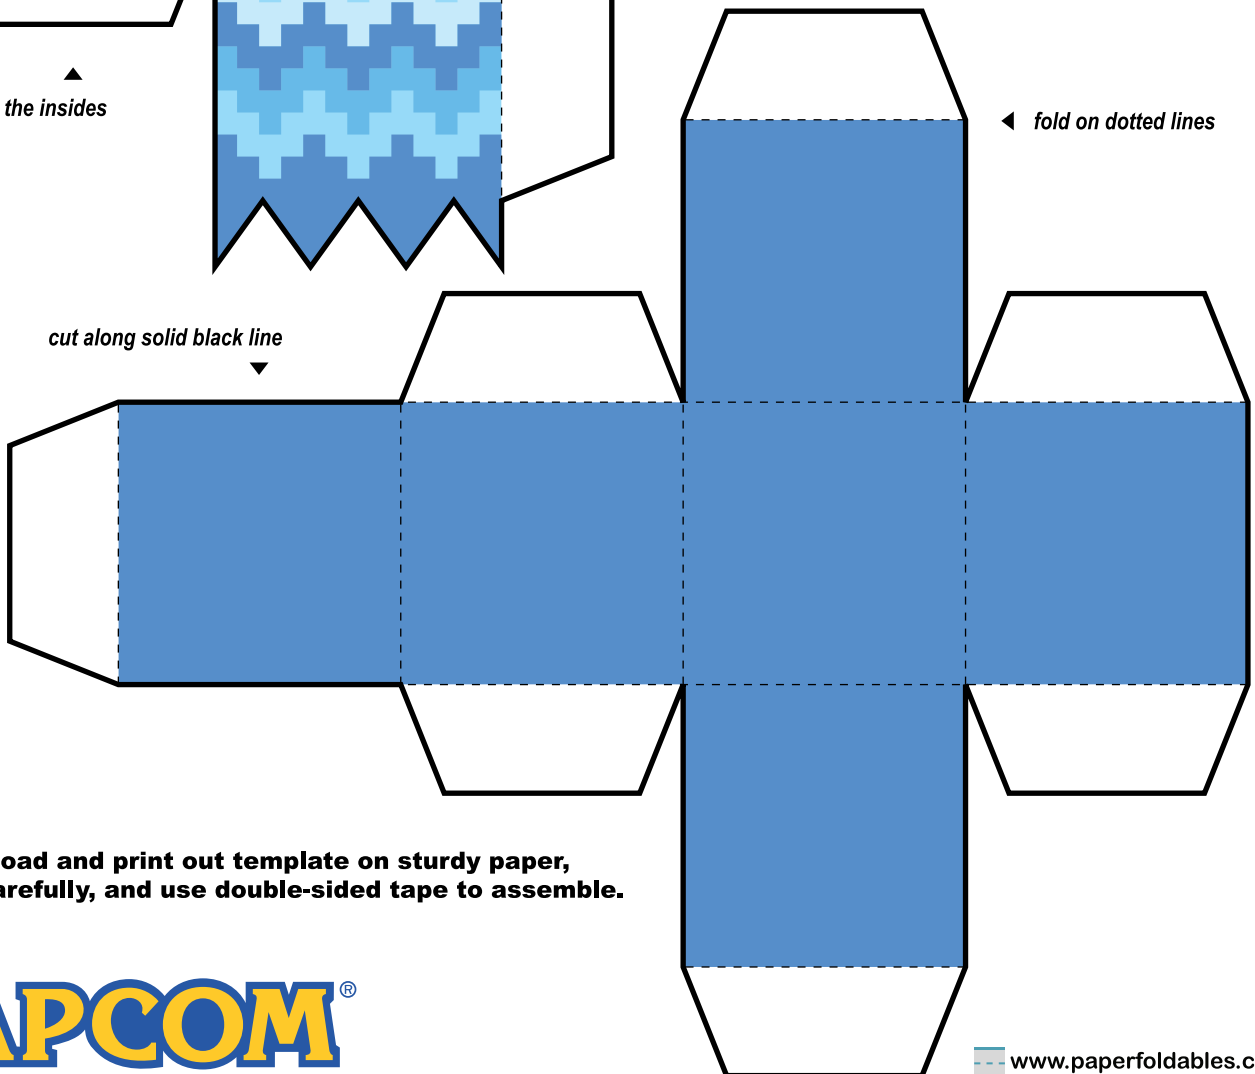 the insides
fold on dotted lines
cut along solid black line
oad and print out template on sturdy paper,
arefully, and use double-sided tape to assemble.
APCOM®
www.paperfoldables.c